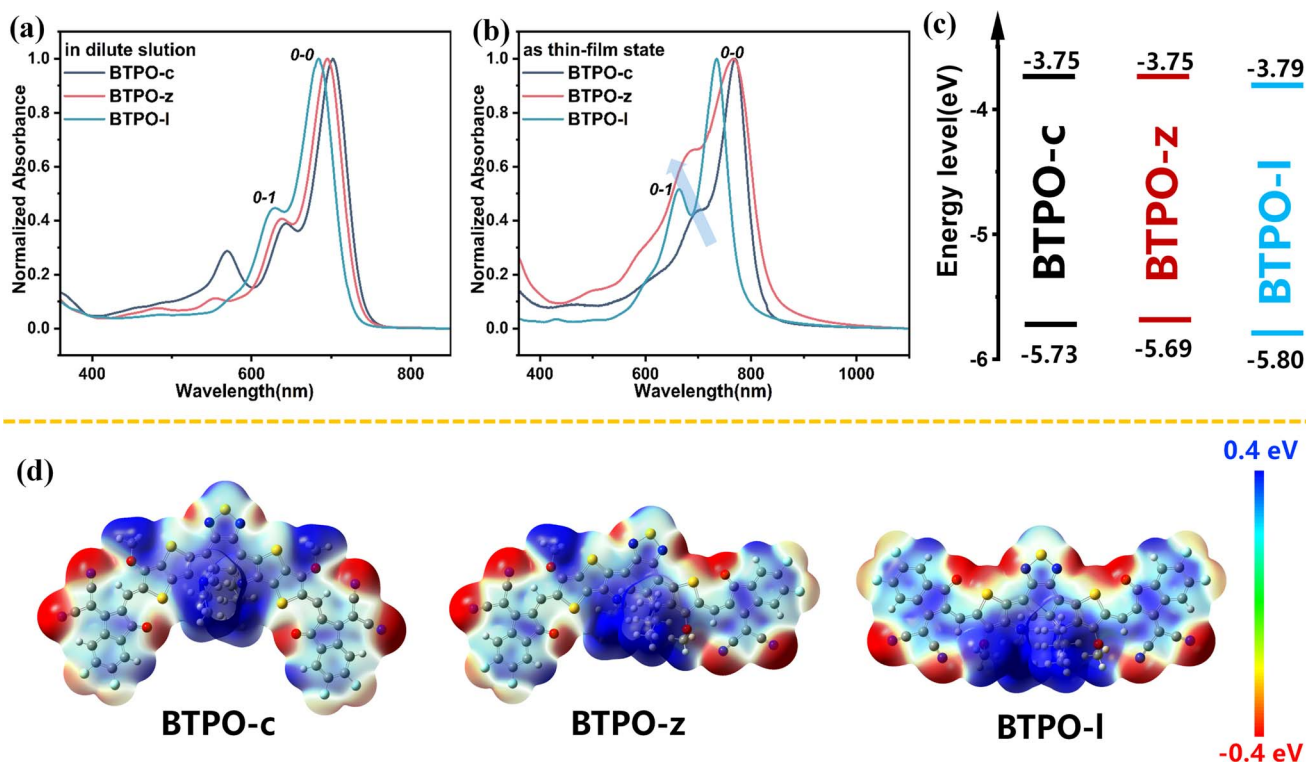 (a)
in dilute slution
BTPO-c
BTPO-z
BTPO-l
0-0
0-1
Normalized Absorbance
1.0
0.8
0.6
0.4
0.2
0.0
400
600
800
Wavelength(nm)
(b)
as thin-film state
BTPO-c
BTPO-z
BTPO-l
0-0
0-1
Normalized Absorbance
1.0
0.8
0.6
0.4
0.2
0.0
400
600
800
1000
Wavelength(nm)
(c)
Energy level(eV)
-4
-5
-6
-3.75
BTPO-c
-5.73
-3.75
BTPO-z
-5.69
-3.79
BTPO-l
-5.80
(d)
BTPO-c
BTPO-z
BTPO-l
0.4 eV
-0.4 eV